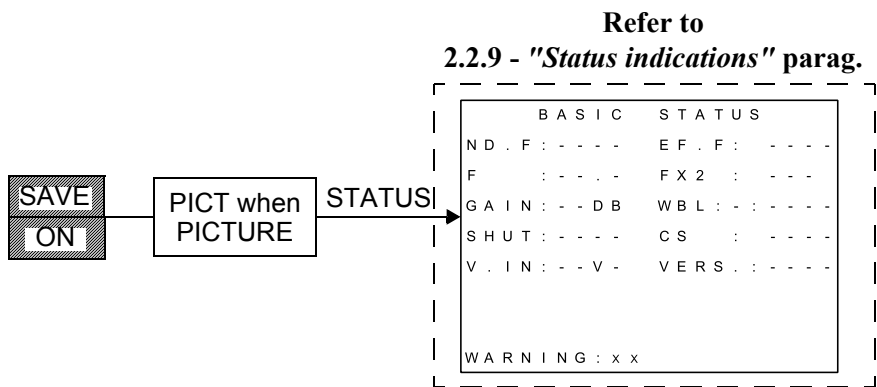 Refer to
2.2.9 - "Status indications" parag.
SAVE
ON
PICT when
PICTURE
STATUS
BASIC STATUS
ND.F:---- EF.F: ----
F :--.- FX2 : ---
GAIN:--DB WBL:-:----
SHUT:---- CS : ----
V.IN:--V- VERS.:----
WARNING:xx